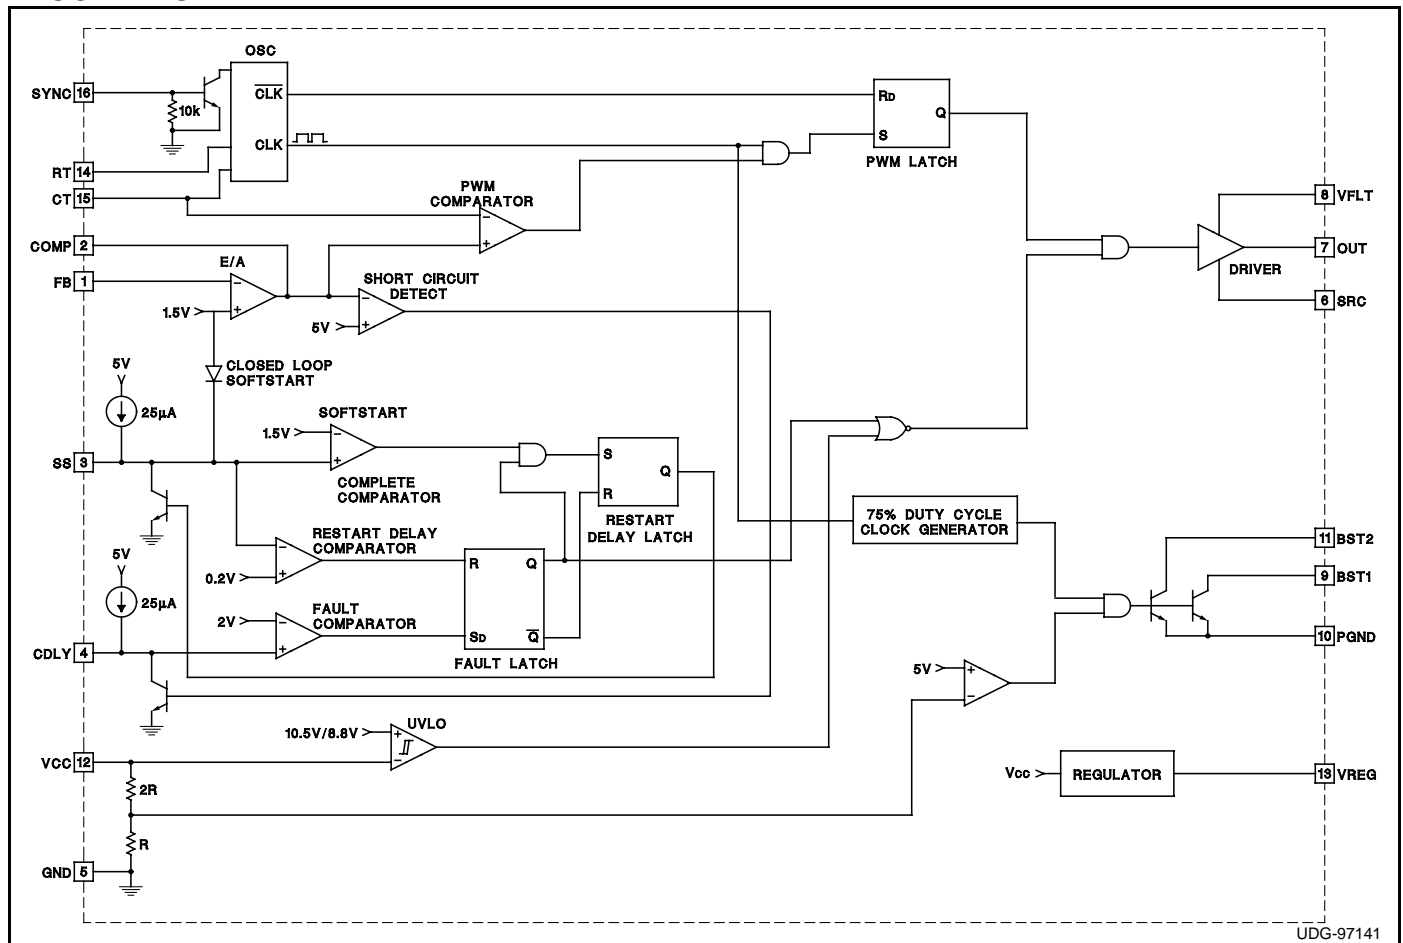 OSC
SYNC 16
CLK
10k
CLK
RT 14
CT 15
RD
Q
S
PWM LATCH
PWM
COMPARATOR
8 VFLT
COMP 2
7 OUT
DRIVER
E/A
FB 1
SHORT CIRCUIT
DETECT
6 SRC
1.5V
5V
CLOSED LOOP
SOFTSTART
5V
25µA
SOFTSTART
1.5V
SS 3
S
Q
R
COMPLETE
COMPARATOR
RESTART
DELAY LATCH
75% DUTY CYCLE
CLOCK GENERATOR
RESTART DELAY
COMPARATOR
11 BST2
5V
0.2V
R Q
9 BST1
25µA
FAULT
COMPARATOR
2V
SD Q
10 PGND
CDLY 4
FAULT LATCH
5V
UVLO
10.5V/8.8V
VCC 12
Vcc
REGULATOR
13 VREG
2R
R
GND 5
UDG-97141